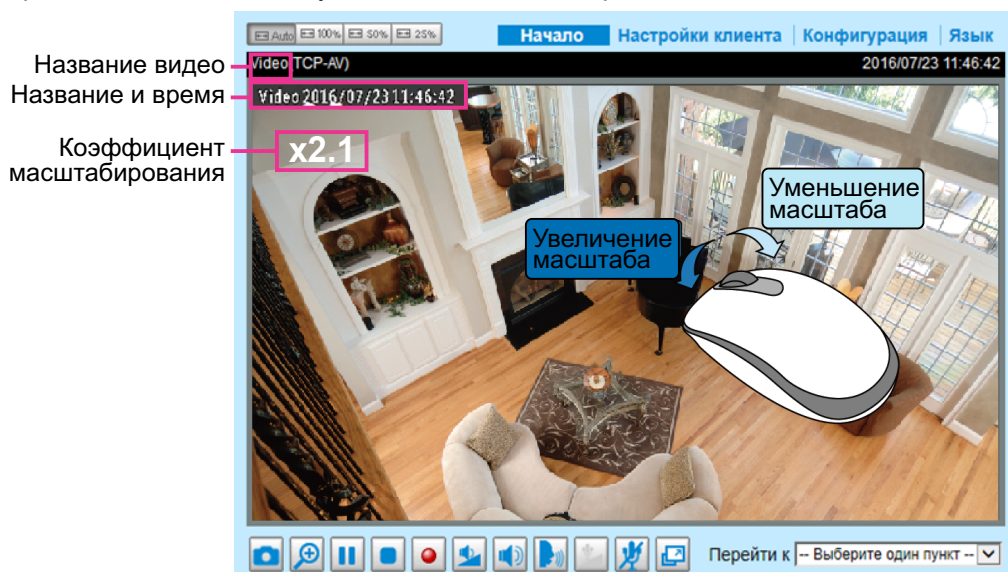 Auto 100% 50% 25%
Начало Настройки клиента Конфигурация Язык
Название видео
Video TCP-AV) 2016/07/23 11:46:42
Название и время
Video 2016/07/23 11:46:42
Коэффициент
масштабирования
x2.1
Уменьшение
масштаба
Увеличение
масштаба
Перейти к -- Выберите один пункт --